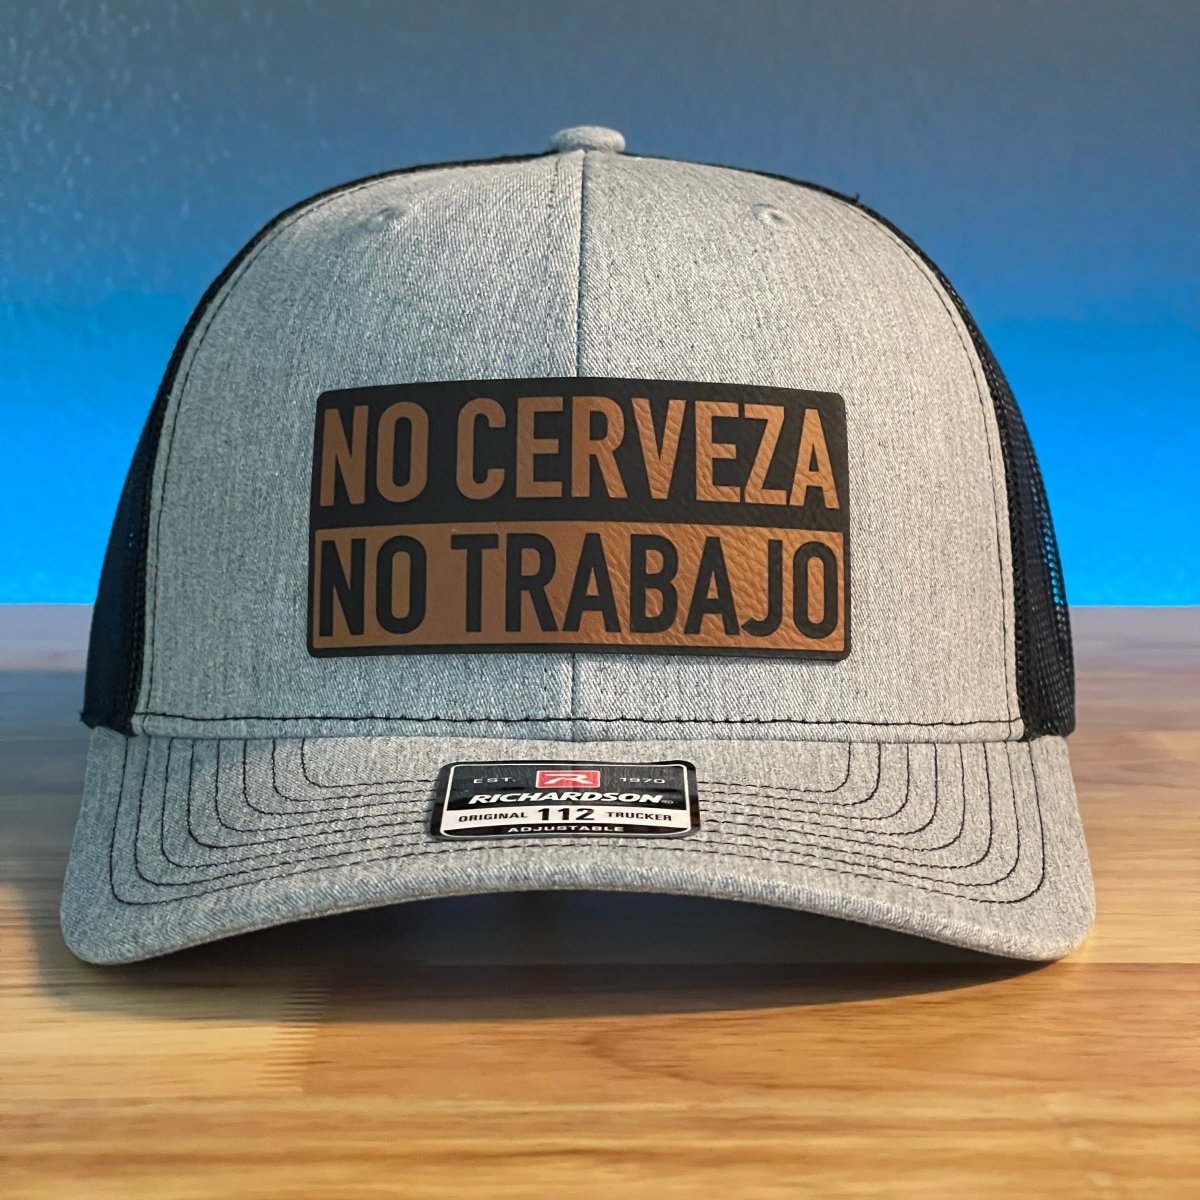 NO CERVEZA
NO TRABAJO
EST. R 1970
RICHARDSON®
ORIGINAL 112 TRUCKER
ADJUSTABLE